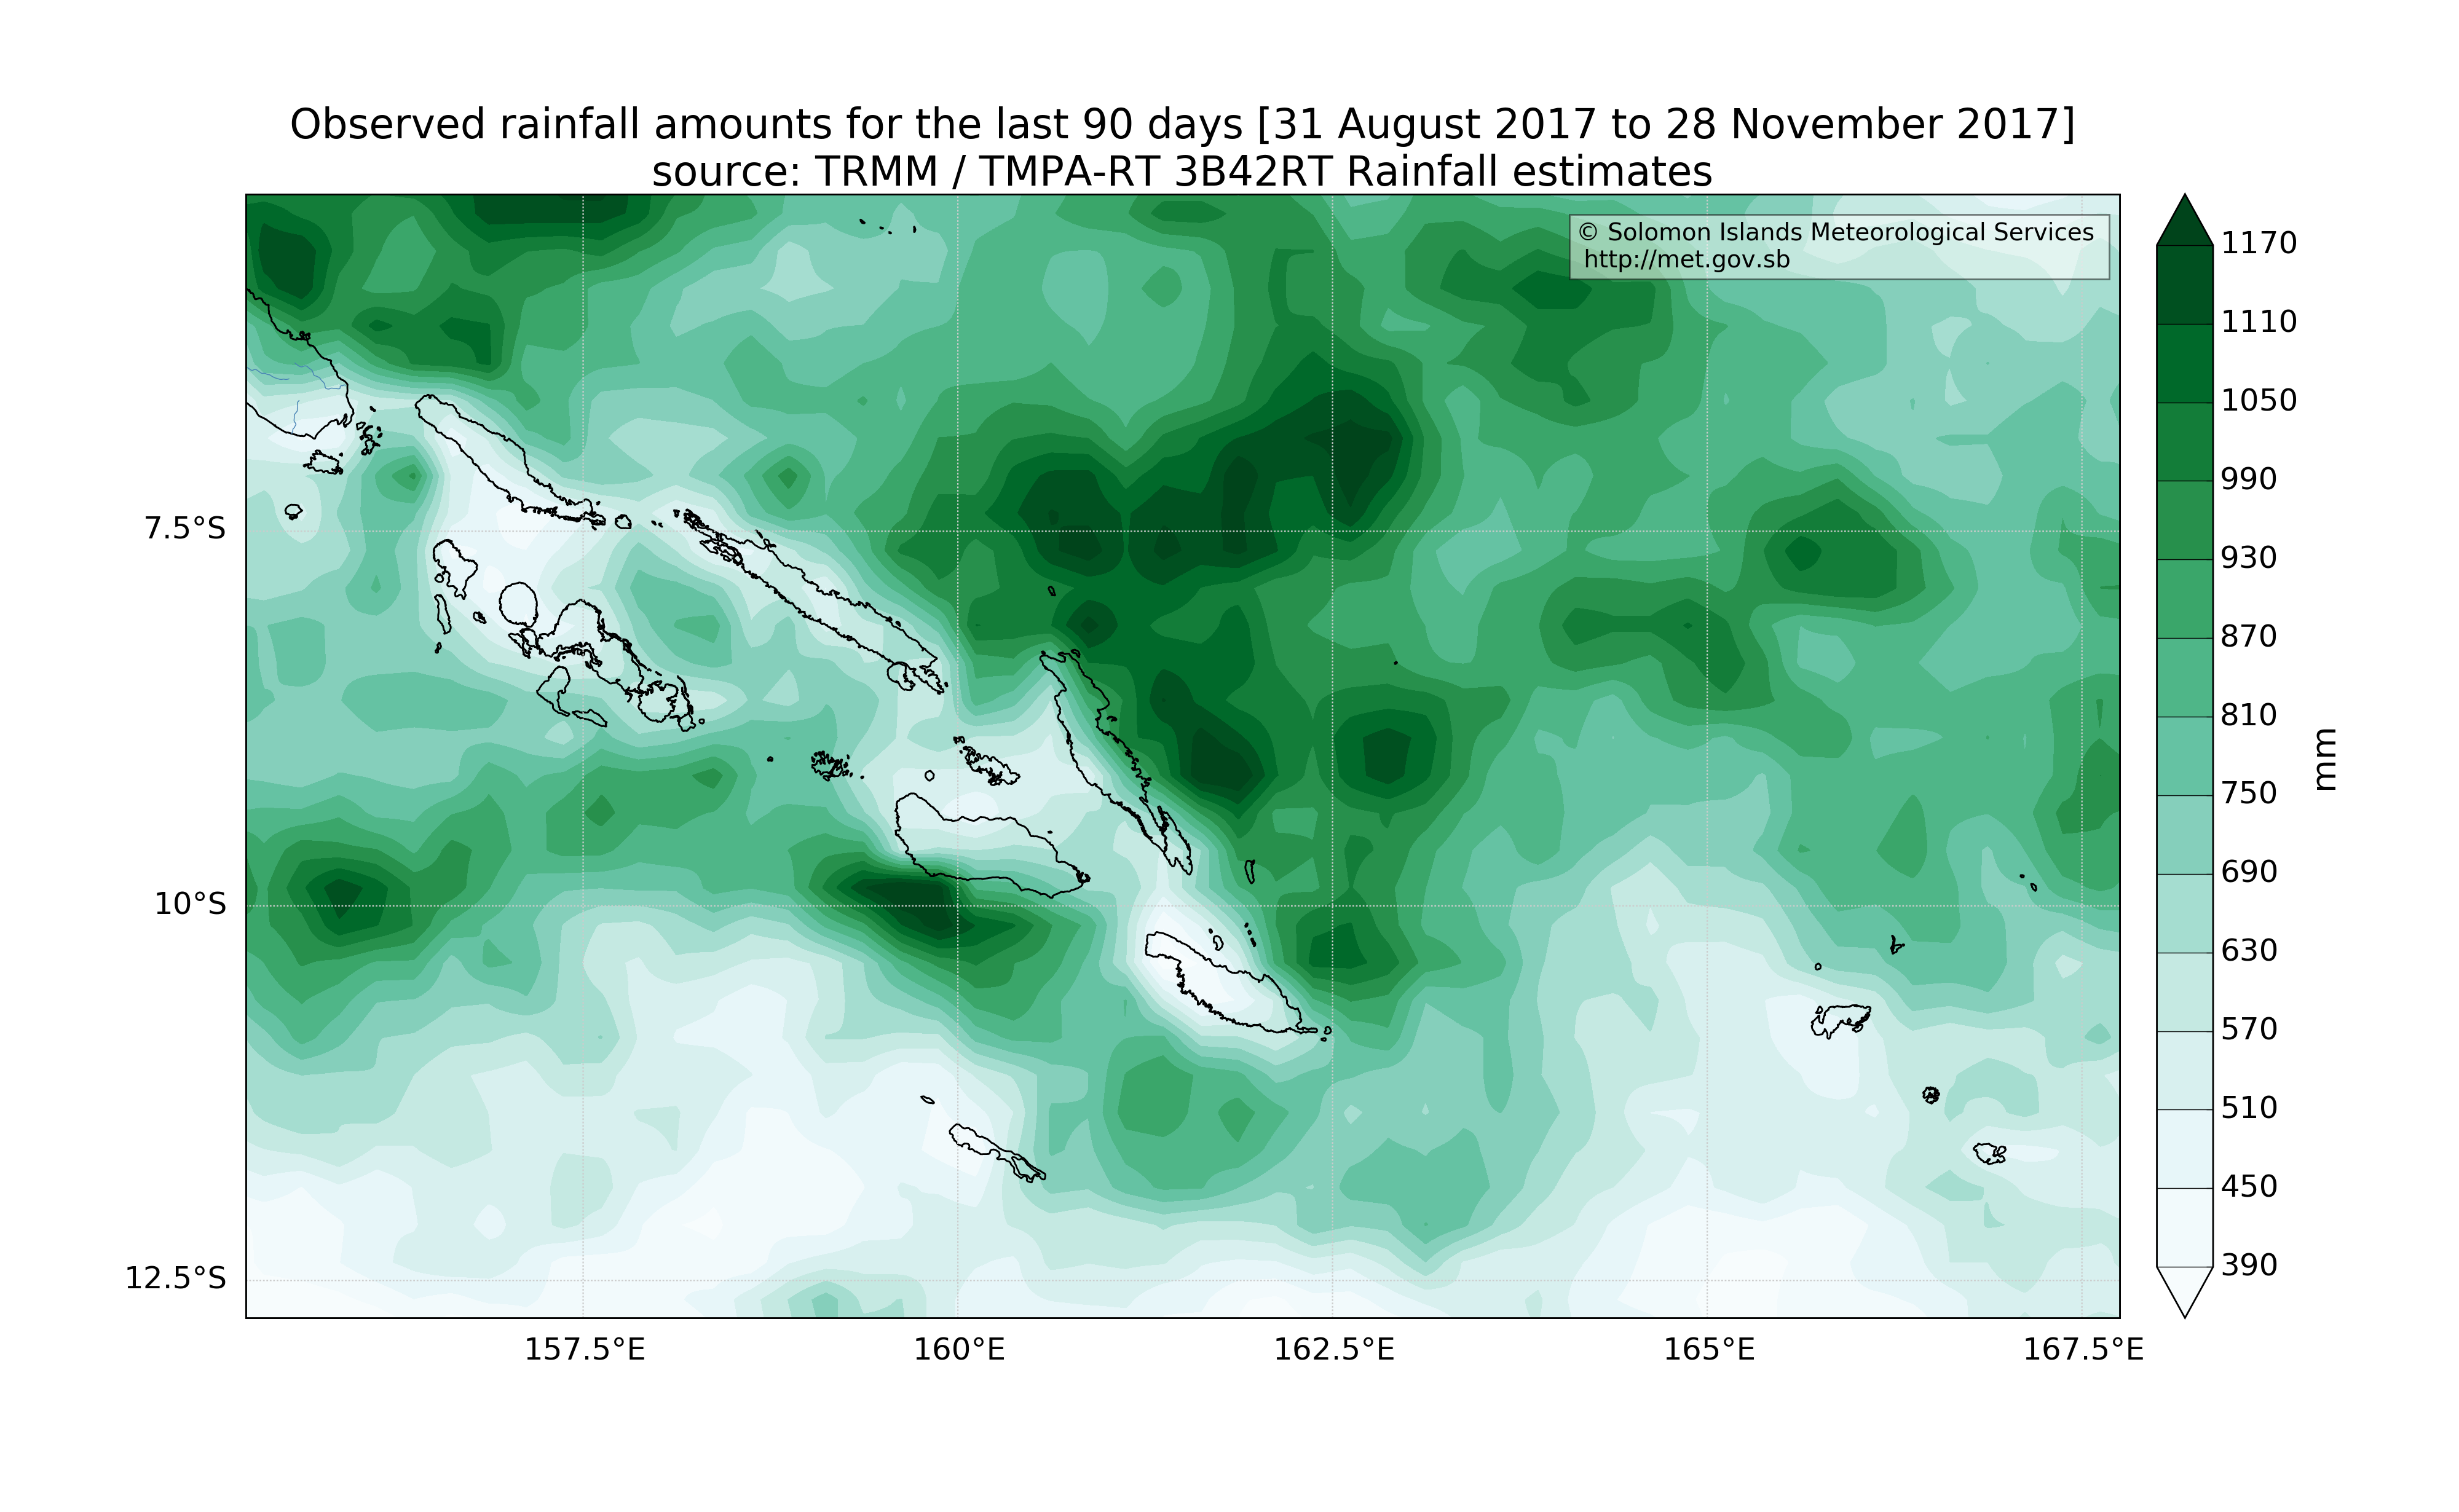 Observed rainfall amounts for the last 90 days [31 August 2017 to 28 November 2017]
source: TRMM / TMPA-RT 3B42RT Rainfall estimates
© Solomon Islands Meteorological Services
http://met.gov.sb
7.5°S
10°S
12.5°S
157.5°E
160°E
162.5°E
165°E
167.5°E
1170
1110
1050
990
930
870
810
750
690
630
570
510
450
390
mm